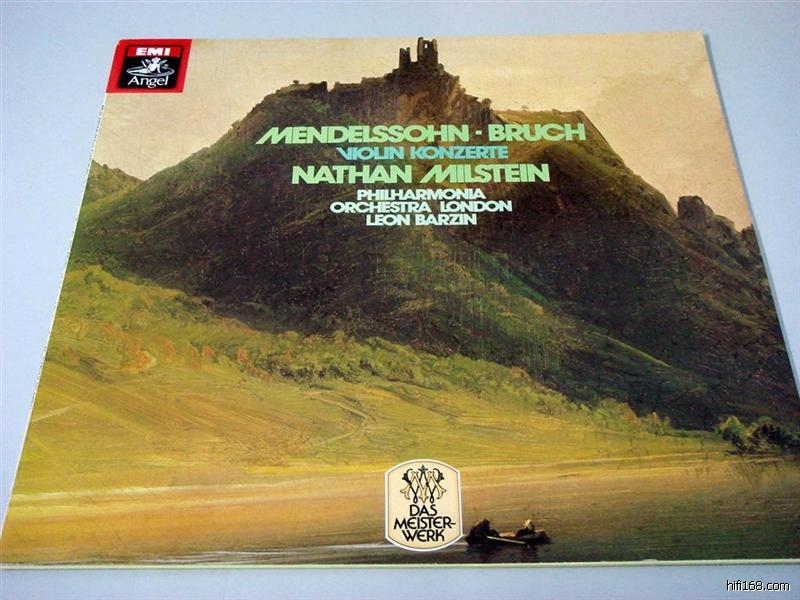 EMI
Angel
MENDELSSOHN · BRUCH
VIOLIN KONZERTE
NATHAN MILSTEIN
PHILHARMONIA
ORCHESTRA LONDON
LEON BARZIN
DAS
MEISTER-
WERK
hifi168.com